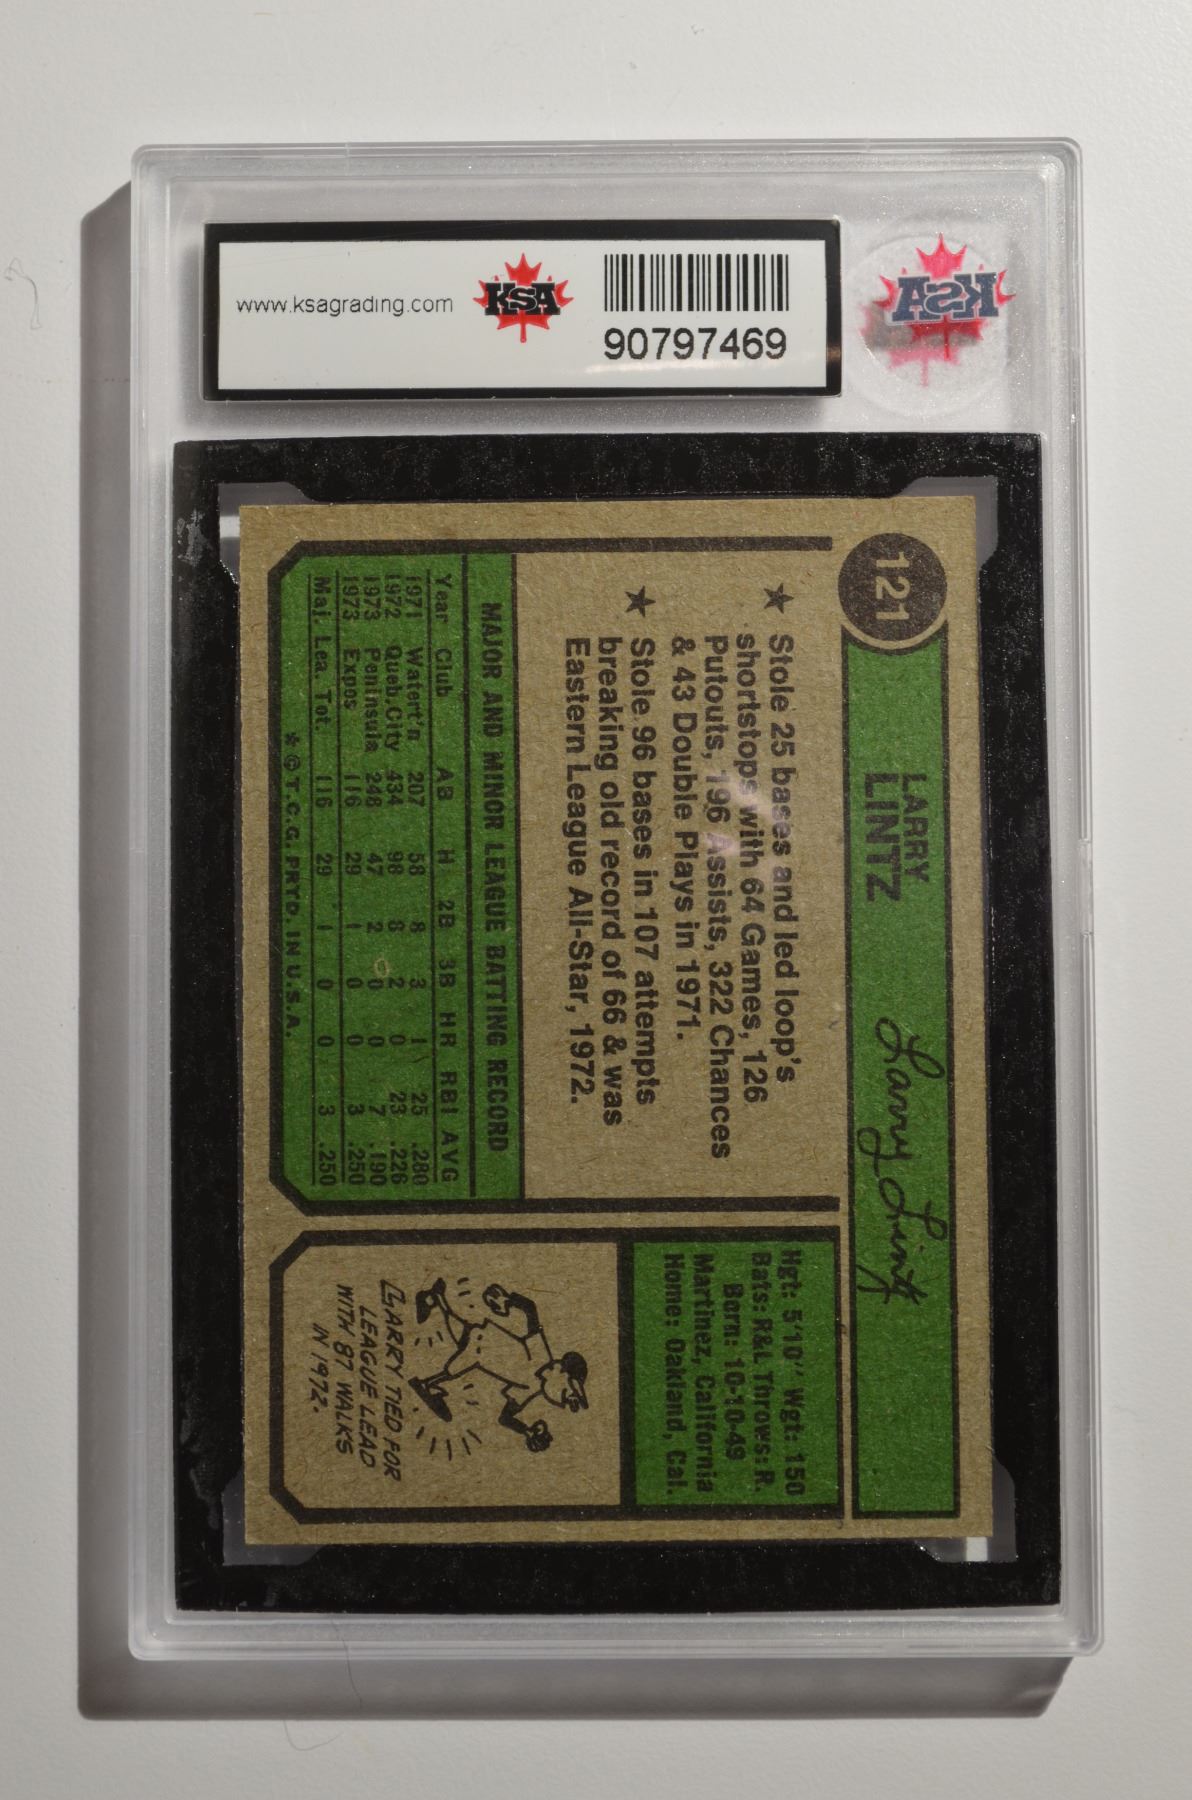 www.ksagrading.com
KSA
90797469
KSA
121
LARRY
LINTZ
Larry Lintz
★ Stole 25 bases and led loop's
shortstops with 64 Games, 126
Putouts, 196 Assists, 322 Chances
& 43 Double Plays in 1971.
★ Stole 96 bases in 107 attempts
breaking old record of 66 & was
Eastern League All-Star, 1972.
MAJOR AND MINOR LEAGUE BATTING RECORD
Year Club AB H 2B 3B HR RBI AVG
1971 Watert'n 207 58 8 3 1 25 .280
1972 Queb.City 434 98 8 2 0 23 .226
1973 Peninsula 248 47 2 0 0 7 .190
1973 Expos 116 29 1 0 0 3 .250
Maj. Lea. Tot. 116 29 1 0 0 3 .250
* © T.C.G. PRTD. IN U.S.A.
Hgt: 5'10" Wgt: 150
Bats: R&L Throws: R.
Born: 10-10-49
Martinez, California
Home: Oakland, Cal.
LARRY TIED FOR
LEAGUE LEAD
WITH 87 WALKS
IN 1972.